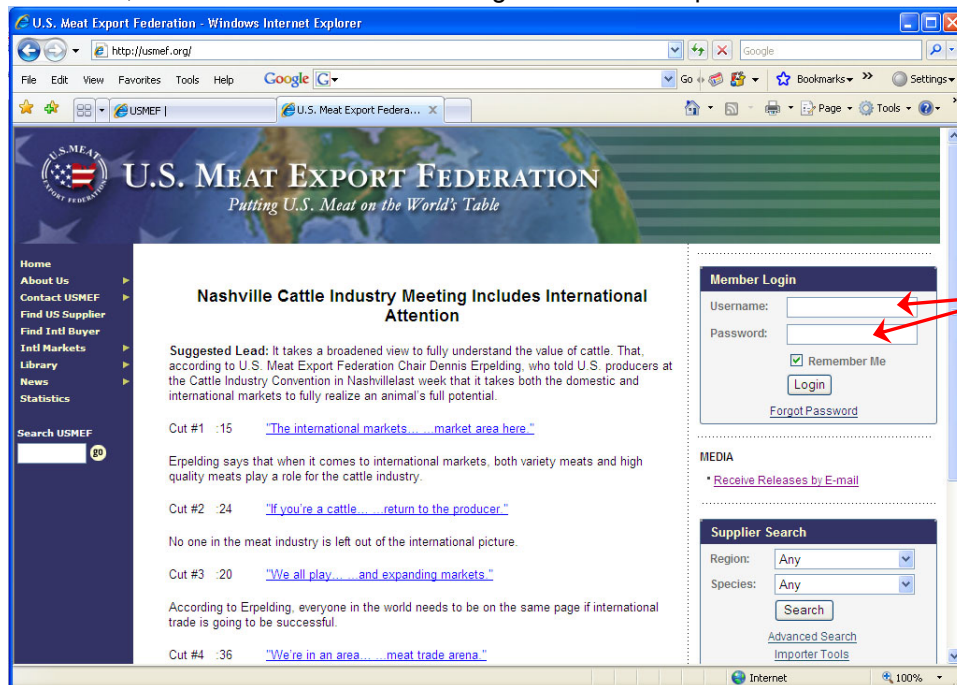 U.S. Meat Export Federation - Windows Internet Explorer
http://usmef.org/
Google
File Edit View Favorites Tools Help Google G
Go Bookmarks Settings
USMEF | U.S. Meat Export Federa... X Page Tools
U.S. MEAT EXPORT FEDERATION
U.S. MEAT EXPORT FEDERATION
Putting U.S. Meat on the World's Table
Home
About Us
Contact USMEF
Find US Supplier
Find Intl Buyer
Intl Markets
Library
News
Statistics
Search USMEF
go
Nashville Cattle Industry Meeting Includes International
Attention
Suggested Lead: It takes a broadened view to fully understand the value of cattle. That,
according to U.S. Meat Export Federation Chair Dennis Erpelding, who told U.S. producers at
the Cattle Industry Convention in Nashvillelast week that it takes both the domestic and
international markets to fully realize an animal's full potential.
Cut #1 :15 "The international markets... ...market area here."
Erpelding says that when it comes to international markets, both variety meats and high
quality meats play a role for the cattle industry.
Cut #2 :24 "If you're a cattle... ...return to the producer."
No one in the meat industry is left out of the international picture.
Cut #3 :20 "We all play... ...and expanding markets."
According to Erpelding, everyone in the world needs to be on the same page if international
trade is going to be successful.
Cut #4 :36 "We're in an area... ...meat trade arena."
Member Login
Username:
Password:
Remember Me
Login
Forgot Password
MEDIA
Receive Releases by E-mail
Supplier Search
Region: Any
Species: Any
Search
Advanced Search
Importer Tools
Internet 100%